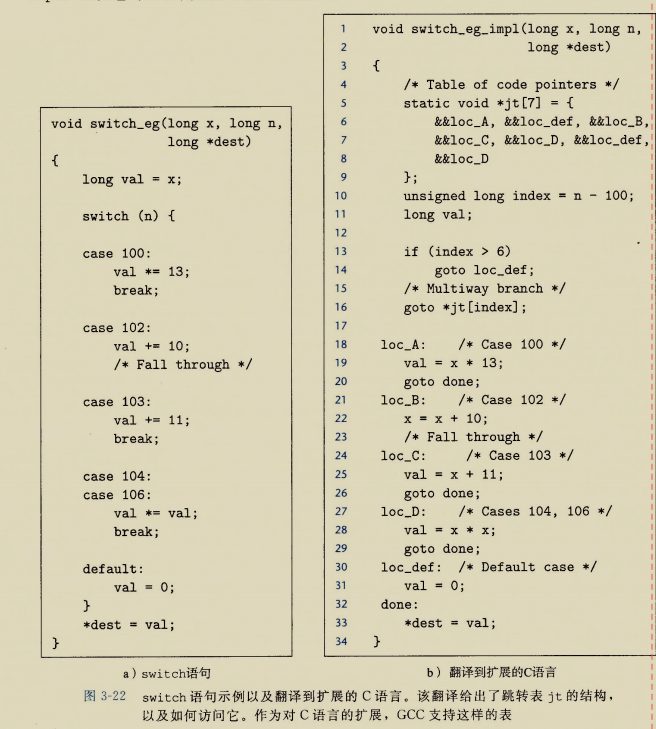 void switch_eg(long x, long n,
               long *dest)
{
    long val = x;

    switch (n) {

    case 100:
        val *= 13;
        break;

    case 102:
        val += 10;
        /* Fall through */

    case 103:
        val += 11;
        break;

    case 104:
    case 106:
        val *= val;
        break;

    default:
        val = 0;
    }
    *dest = val;
}
a) switch语句
1 void switch_eg_impl(long x, long n,
2                     long *dest)
3 {
4     /* Table of code pointers */
5     static void *jt[7] = {
6         &&loc_A, &&loc_def, &&loc_B,
7         &&loc_C, &&loc_D, &&loc_def,
8         &&loc_D
9     };
10     unsigned long index = n - 100;
11     long val;
12
13     if (index > 6)
14         goto loc_def;
15     /* Multiway branch */
16     goto *jt[index];
17
18  loc_A:    /* Case 100 */
19     val = x * 13;
20     goto done;
21  loc_B:    /* Case 102 */
22     x = x + 10;
23     /* Fall through */
24  loc_C:     /* Case 103 */
25     val = x + 11;
26     goto done;
27  loc_D:    /* Cases 104, 106 */
28     val = x * x;
29     goto done;
30  loc_def:  /* Default case */
31     val = 0;
32  done:
33     *dest = val;
34 }
b) 翻译到扩展的C语言
图 3-22 switch 语句示例以及翻译到扩展的 C 语言。该翻译给出了跳转表 jt 的结构，
以及如何访问它。作为对 C 语言的扩展，GCC 支持这样的表